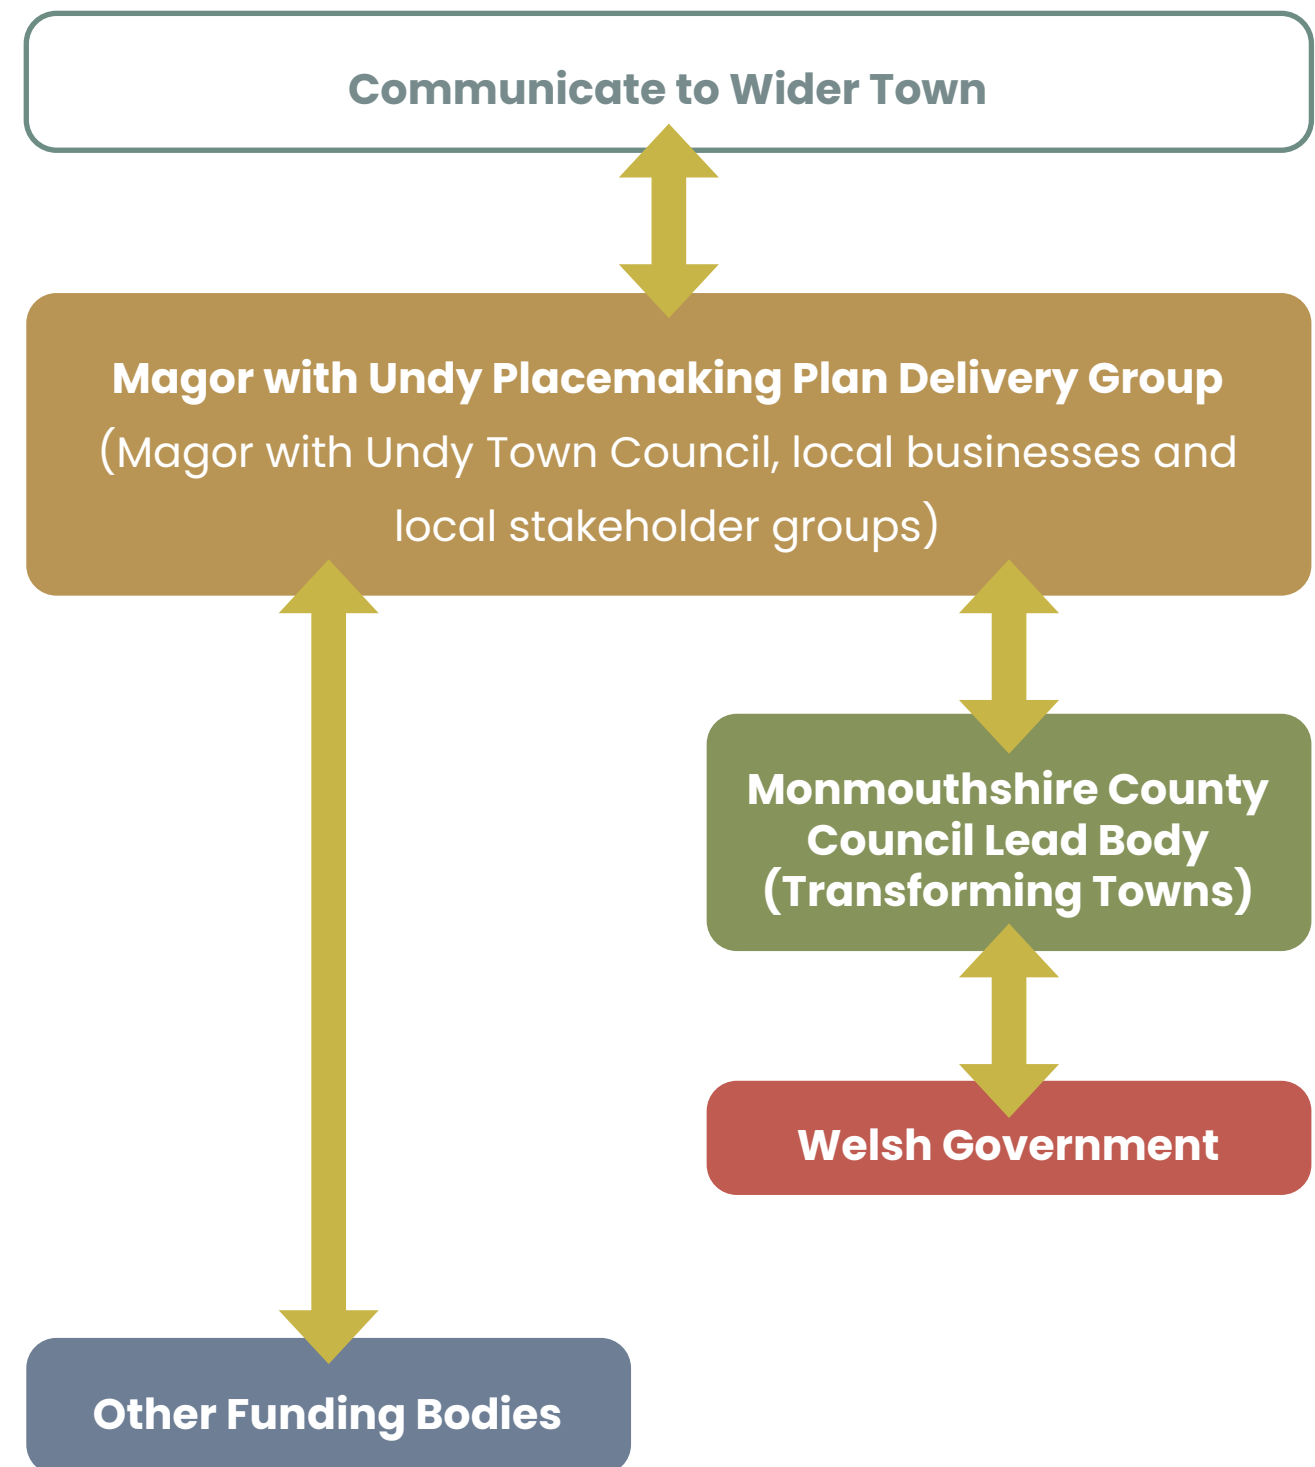 Communicate to Wider Town
Magor with Undy Placemaking Plan Delivery Group
(Magor with Undy Town Council, local businesses and
local stakeholder groups)
Monmouthshire County
Council Lead Body
(Transforming Towns)
Welsh Government
Other Funding Bodies